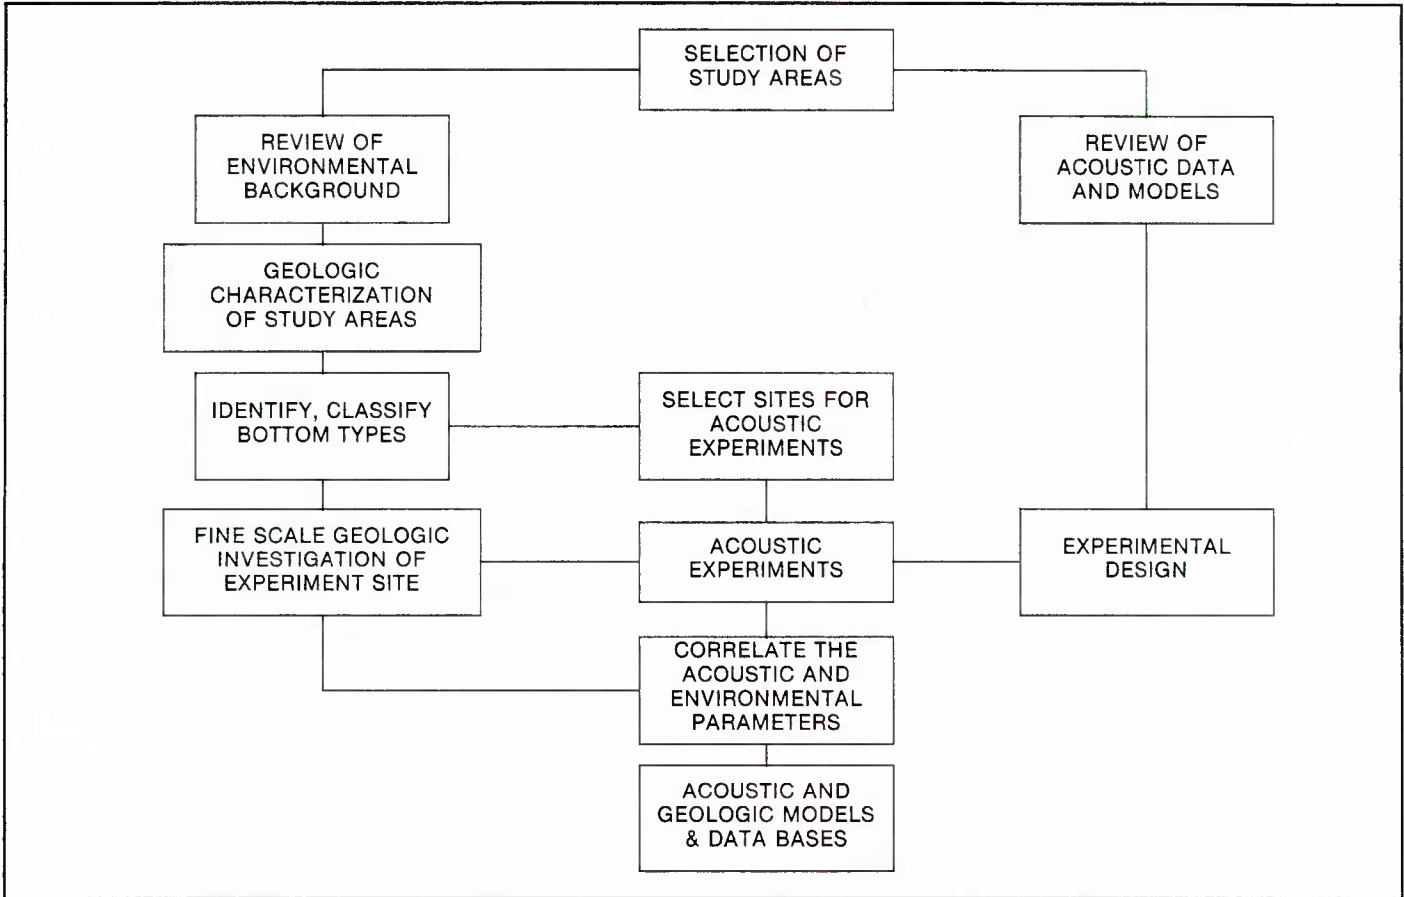 SELECTION OF
STUDY AREAS
REVIEW OF
ENVIRONMENTAL
BACKGROUND
REVIEW OF
ACOUSTIC DATA
AND MODELS
GEOLOGIC
CHARACTERIZATION
OF STUDY AREAS
IDENTIFY, CLASSIFY
BOTTOM TYPES
SELECT SITES FOR
ACOUSTIC
EXPERIMENTS
FINE SCALE GEOLOGIC
INVESTIGATION OF
EXPERIMENT SITE
ACOUSTIC
EXPERIMENTS
EXPERIMENTAL
DESIGN
CORRELATE THE
ACOUSTIC AND
ENVIRONMENTAL
PARAMETERS
ACOUSTIC AND
GEOLOGIC MODELS
& DATA BASES